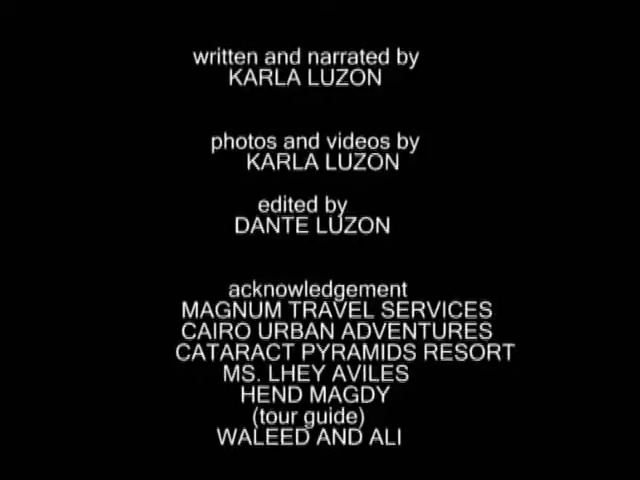 written and narrated by
KARLA LUZON
photos and videos by
KARLA LUZON
edited by
DANTE LUZON
acknowledgement
MAGNUM TRAVEL SERVICES
CAIRO URBAN ADVENTURES
CATARACT PYRAMIDS RESORT
MS. LHEY AVILES
HEND MAGDY
(tour guide)
WALEED AND ALI